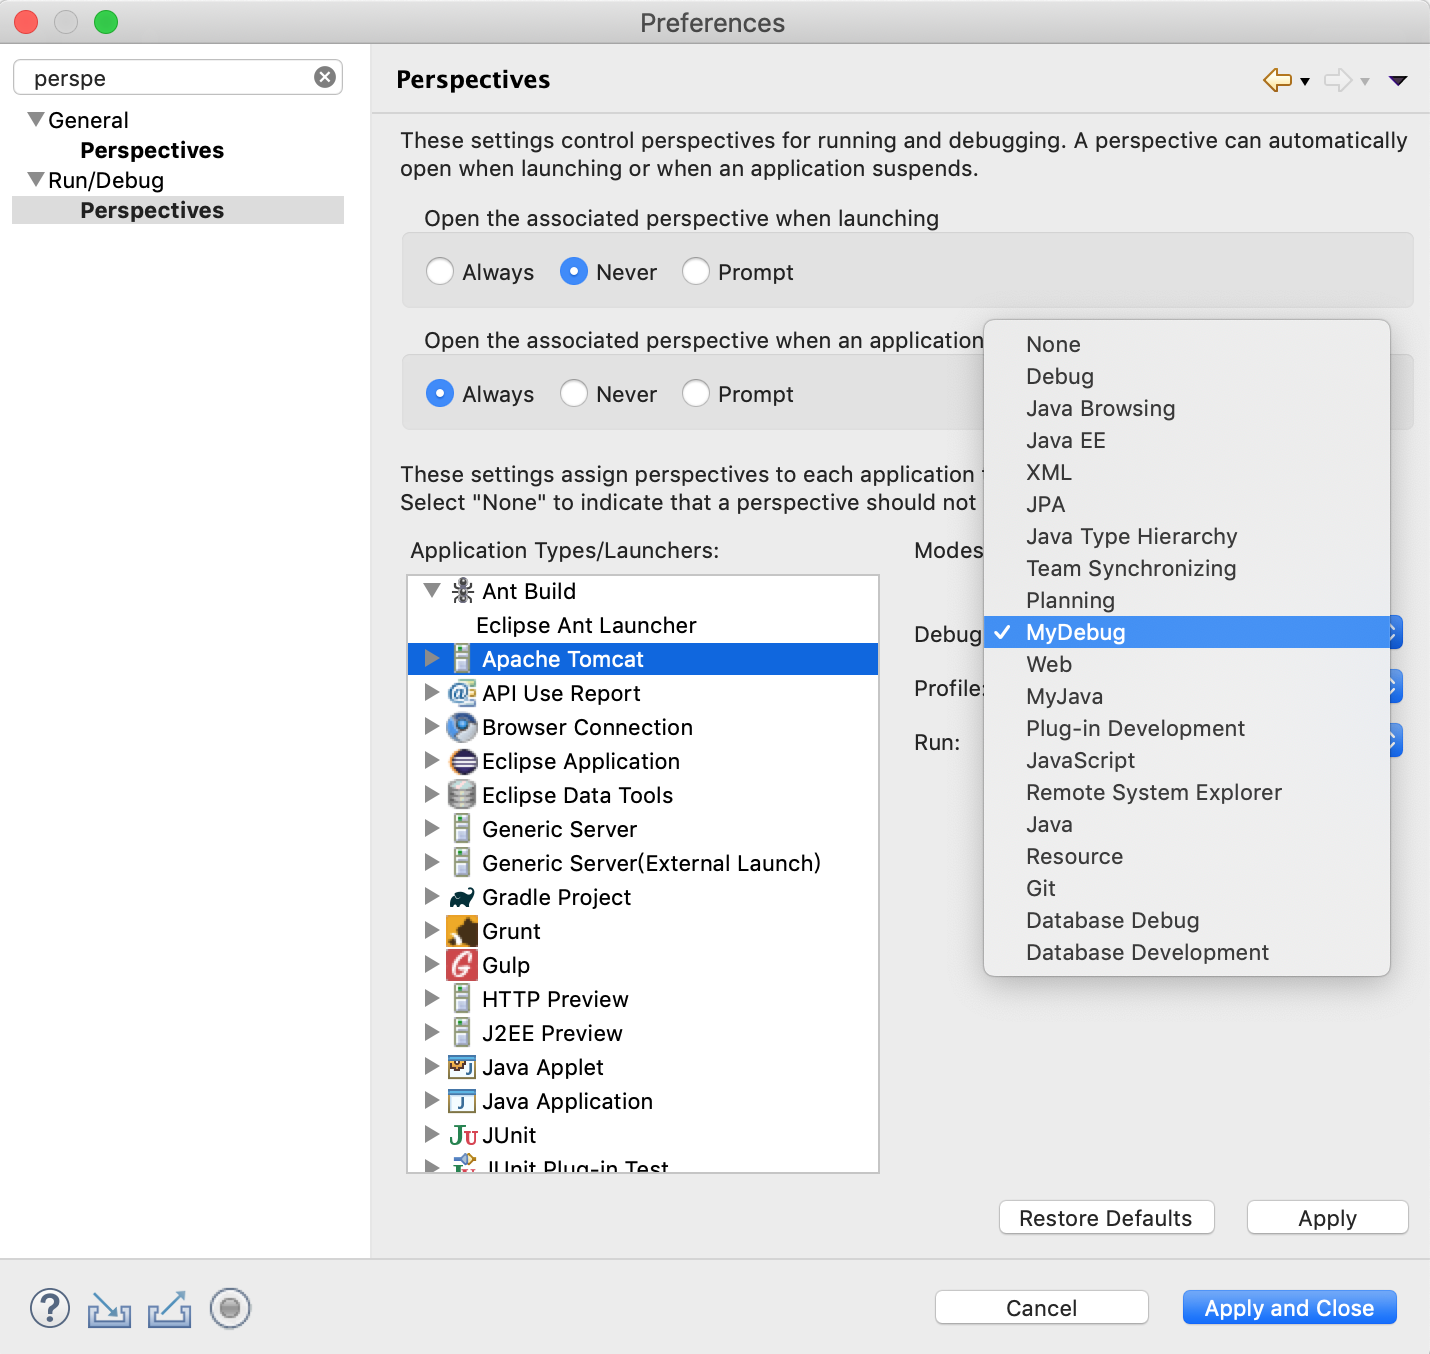 Preferences
perspe
General
Perspectives
Run/Debug
Perspectives
Perspectives
These settings control perspectives for running and debugging. A perspective can automatically
open when launching or when an application suspends.
Open the associated perspective when launching
Always Never Prompt
Open the associated perspective when an application
Always Never Prompt
These settings assign perspectives to each application
Select "None" to indicate that a perspective should not
Application Types/Launchers:
Ant Build
Eclipse Ant Launcher
Apache Tomcat
API Use Report
Browser Connection
Eclipse Application
Eclipse Data Tools
Generic Server
Generic Server(External Launch)
Gradle Project
Grunt
Gulp
HTTP Preview
J2EE Preview
Java Applet
Java Application
JUnit
JUnit Plug-in Test
Modes
Debug
Profile:
Run:
None
Debug
Java Browsing
Java EE
XML
JPA
Java Type Hierarchy
Team Synchronizing
Planning
MyDebug
Web
MyJava
Plug-in Development
JavaScript
Remote System Explorer
Java
Resource
Git
Database Debug
Database Development
Restore Defaults Apply
Cancel Apply and Close